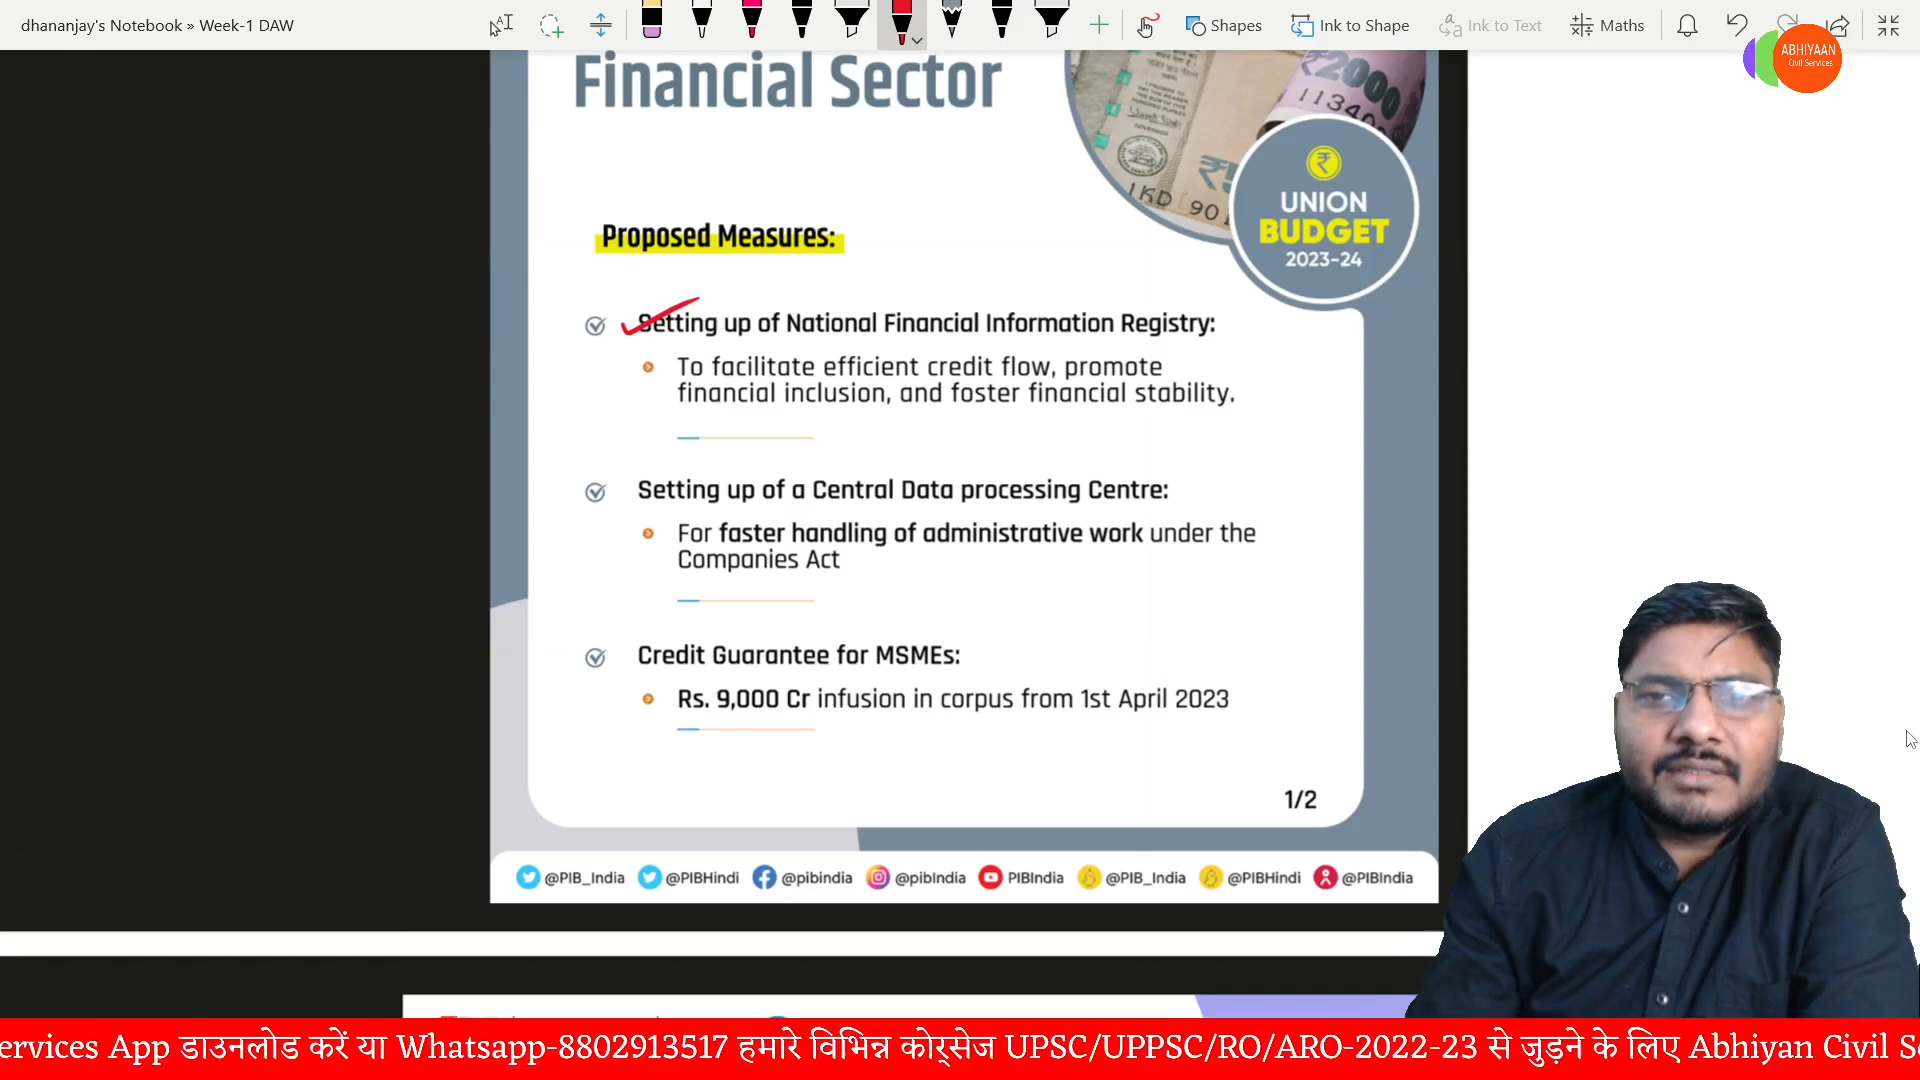 dhananjay's Notebook » Week-1 DAW
Shapes
Ink to Shape
Ink to Text
Maths
ABHIYAAN
Civil Services
Financial Sector
₹2000
1KD 90
UNION
BUDGET
2023-24
Proposed Measures:
Setting up of National Financial Information Registry:
To facilitate efficient credit flow, promote
financial inclusion, and foster financial stability.
Setting up of a Central Data processing Centre:
For faster handling of administrative work under the
Companies Act
Credit Guarantee for MSMEs:
Rs. 9,000 Cr infusion in corpus from 1st April 2023
1/2
@PIB_India @PIBHindi @pibindia @pibIndia PIBIndia @PIB_India @PIBHindi @PIBIndia
ervices App डाउनलोड करें या Whatsapp-8802913517 हमारे विभिन्न कोर्सेज UPSC/UPPSC/RO/ARO-2022-23 से जुड़ने के लिए Abhiyan Civil S